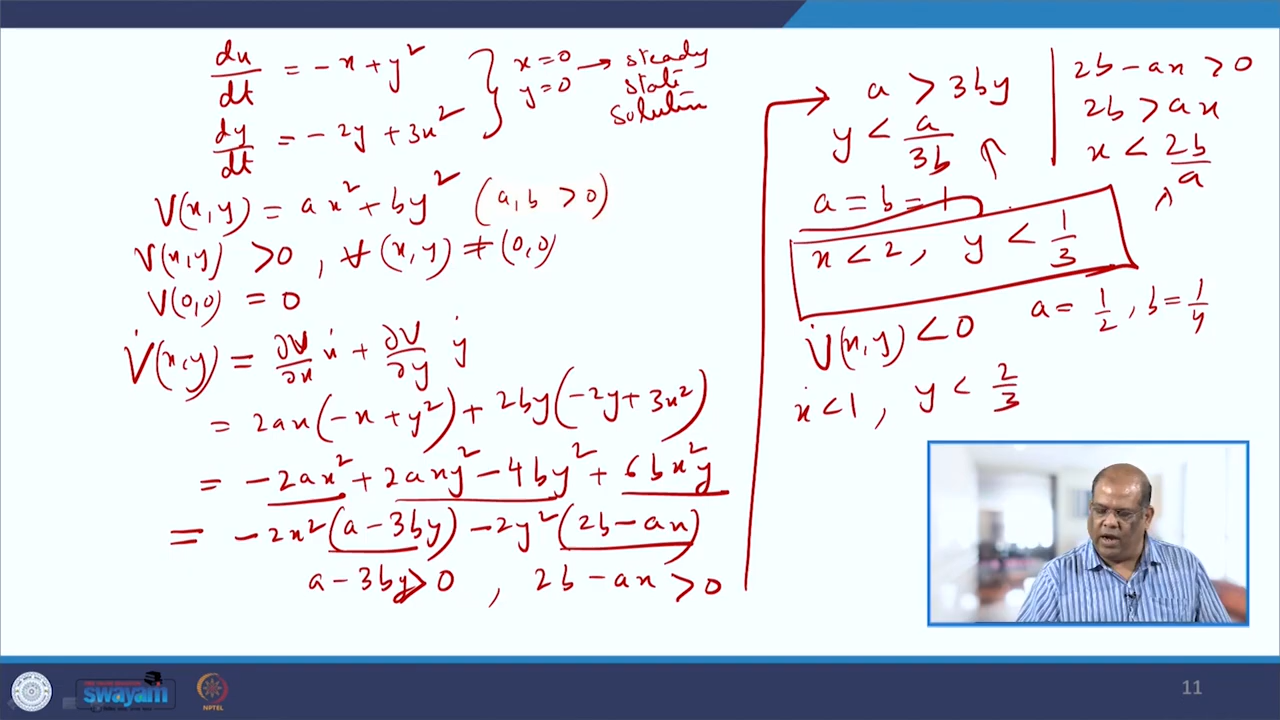 du/dt = -x + y² } x=0 → steady
y=0 state
solution
dy/dt = -2y + 3x²
V(x,y) = ax² + by² (a,b > 0)
V(x,y) > 0, ∀ (x,y) ≠ (0,0)
V(0,0) = 0
V̇(x,y) = ∂V/∂x ẋ + ∂V/∂y ẏ
= 2ax(-x + y²) + 2by(-2y + 3x²)
= -2ax² + 2axy² - 4by² + 6bx²y
= -2x²(a - 3by) - 2y²(2b - ax)
a - 3by > 0, 2b - ax > 0
→ a > 3by
y < a/3b
2b - ax > 0
2b > ax
x < 2b/a
a = b = 1
x < 2, y < 1/3
a = 1/2, b = 1/4
V̇(x,y) < 0
x < 1, y < 2/3
swayam
NPTEL
11